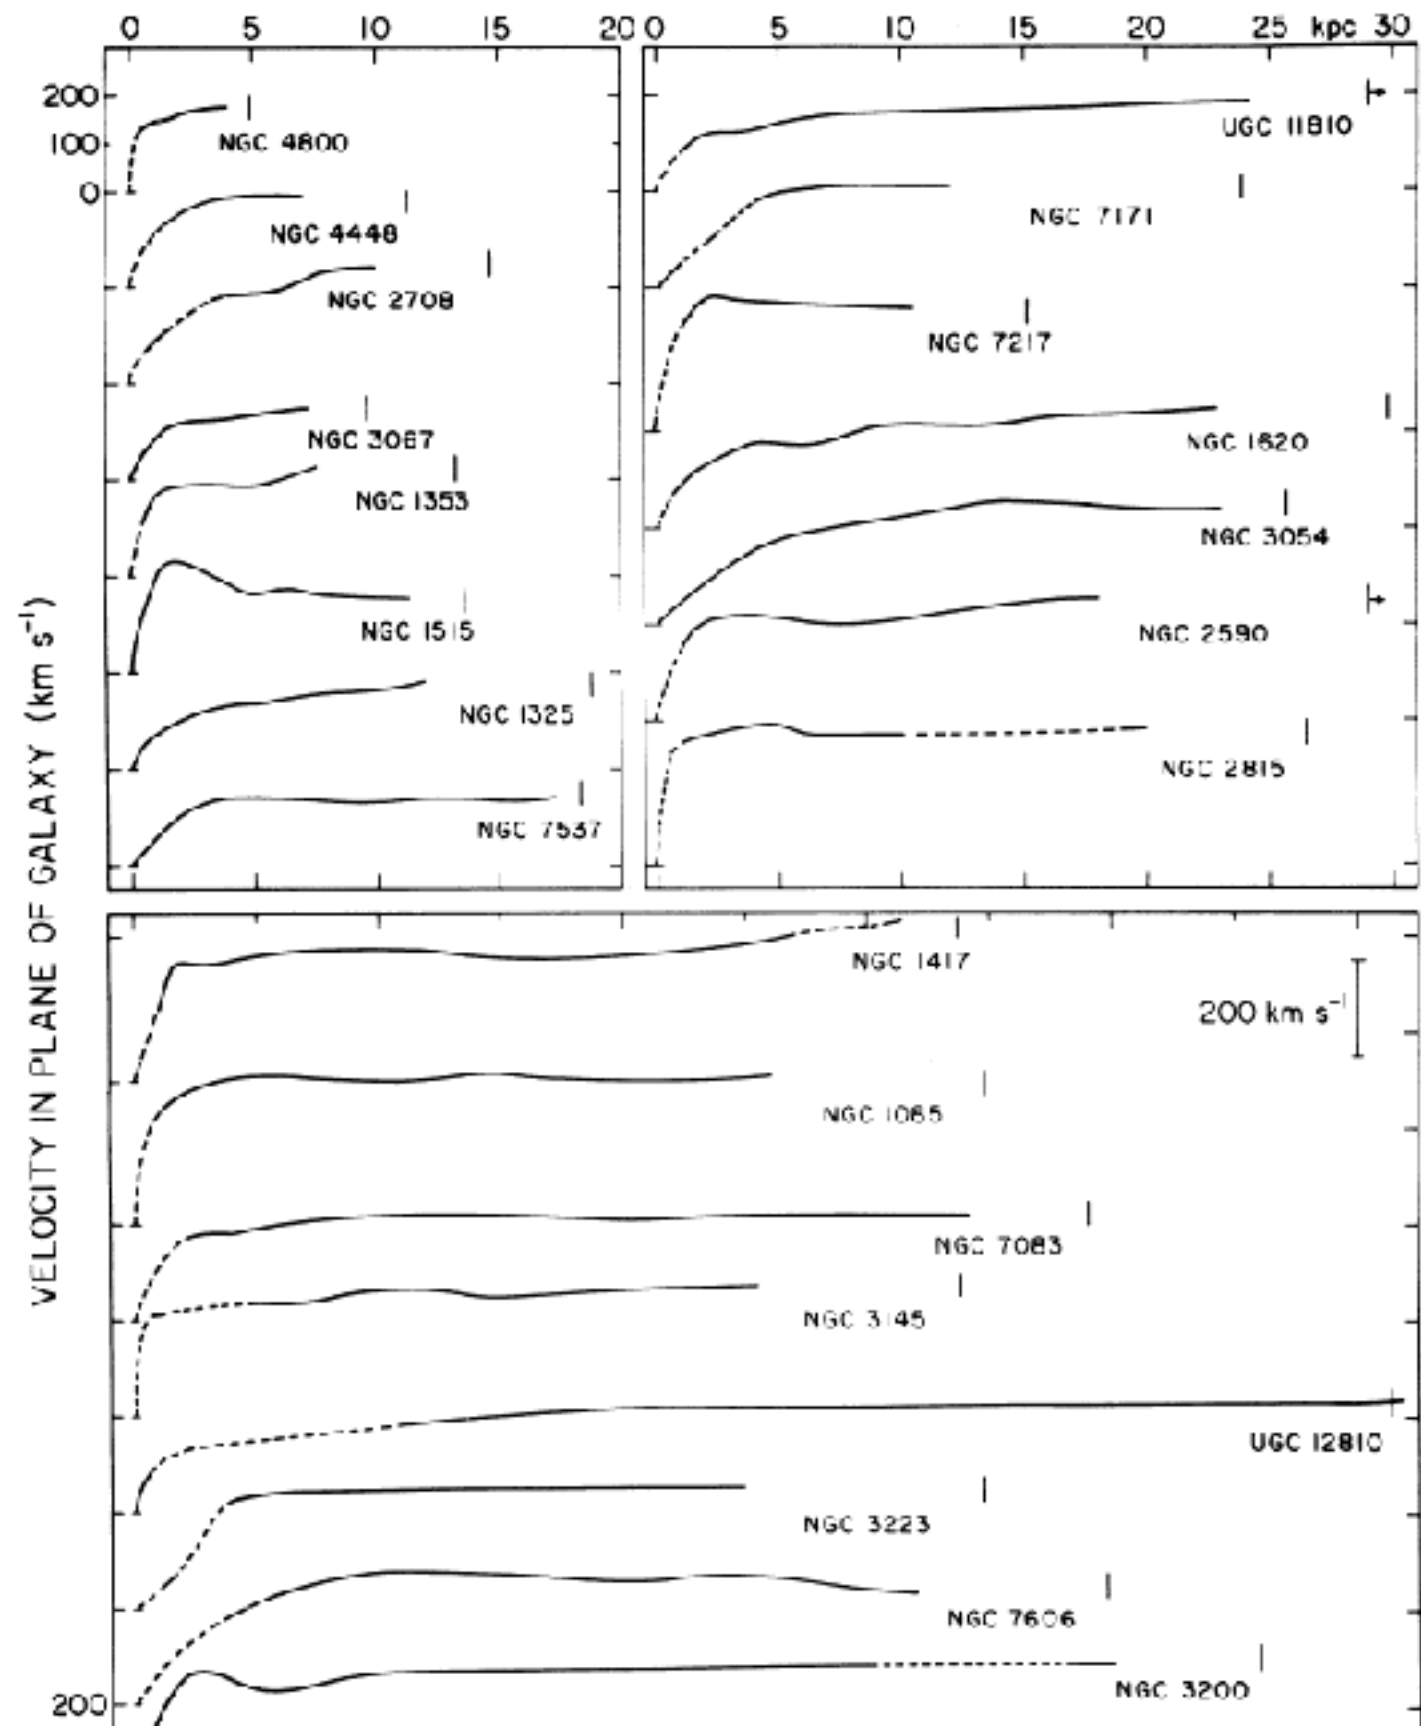 0 5 10 15 20 0 5 10 15 20 25 kpc 30
200
100
0
NGC 4800
UGC 11810
NGC 4448
NGC 7171
NGC 2708
NGC 7217
NGC 3067
NGC 1620
NGC 1353
NGC 3054
NGC 1515
NGC 2590
NGC 1325
NGC 2815
NGC 7537
VELOCITY IN PLANE OF GALAXY (km s⁻¹)
NGC 1417
200 km s⁻¹
NGC 1085
NGC 7083
NGC 3145
UGC 12810
NGC 3223
NGC 7606
NGC 3200
200